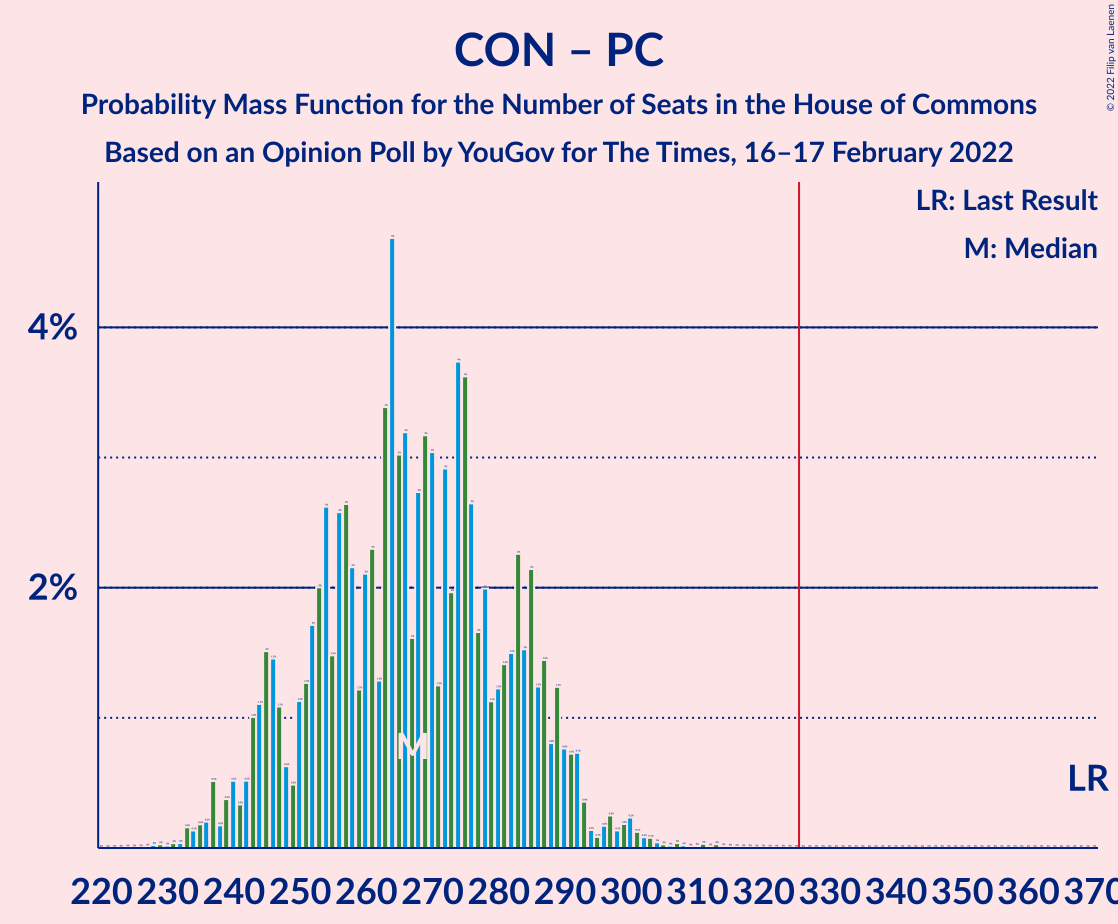 CON – PC
Probability Mass Function for the Number of Seats in the House of Commons
Based on an Opinion Poll by YouGov for The Times, 16–17 February 2022
© 2022 Filip van Laenen
LR: Last Result
M: Median
4%
2%
M
LR
220 230 240 250 260 270 280 290 300 310 320 330 340 350 360 370